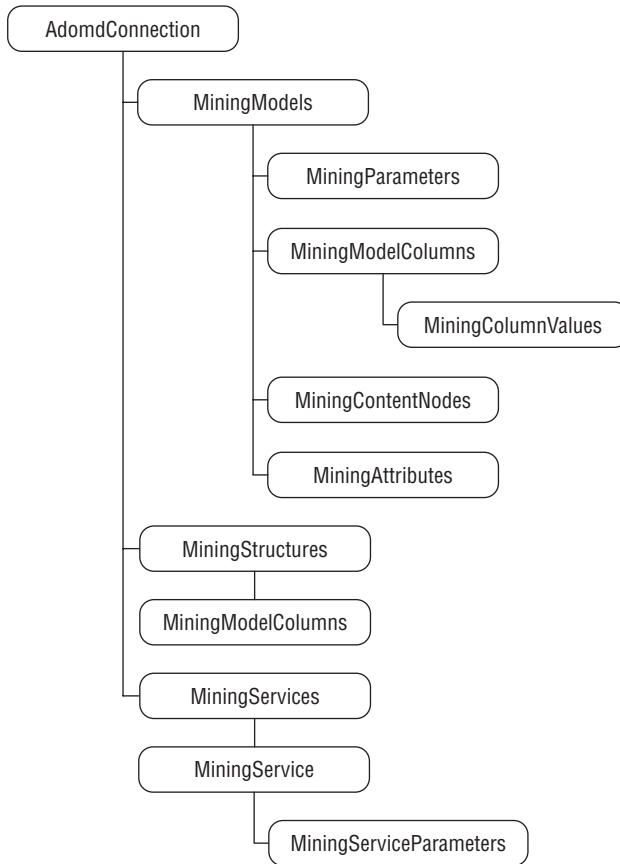 AdomdConnection
MiningModels
MiningParameters
MiningModelColumns
MiningColumnValues
MiningContentNodes
MiningAttributes
MiningStructures
MiningModelColumns
MiningServices
MiningService
MiningServiceParameters